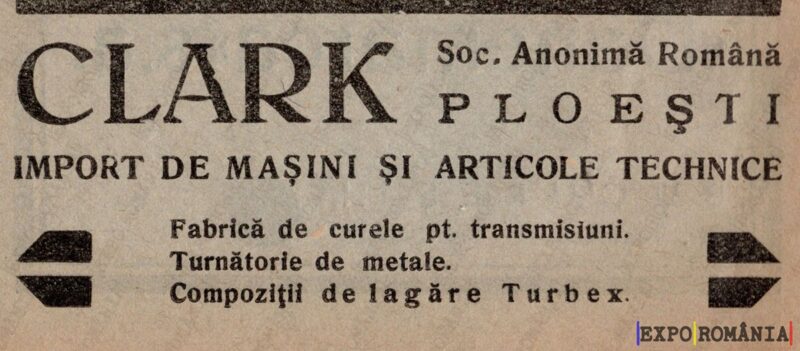 CLARK Soc. Anonimă Română
PLOEŞTI
IMPORT DE MAŞINI ŞI ARTICOLE TECHNICE
Fabrică de curele pt. transmisiuni.
Turnătorie de metale.
Compoziţii de lagăre Turbex.
EXPO ROMÂNIA